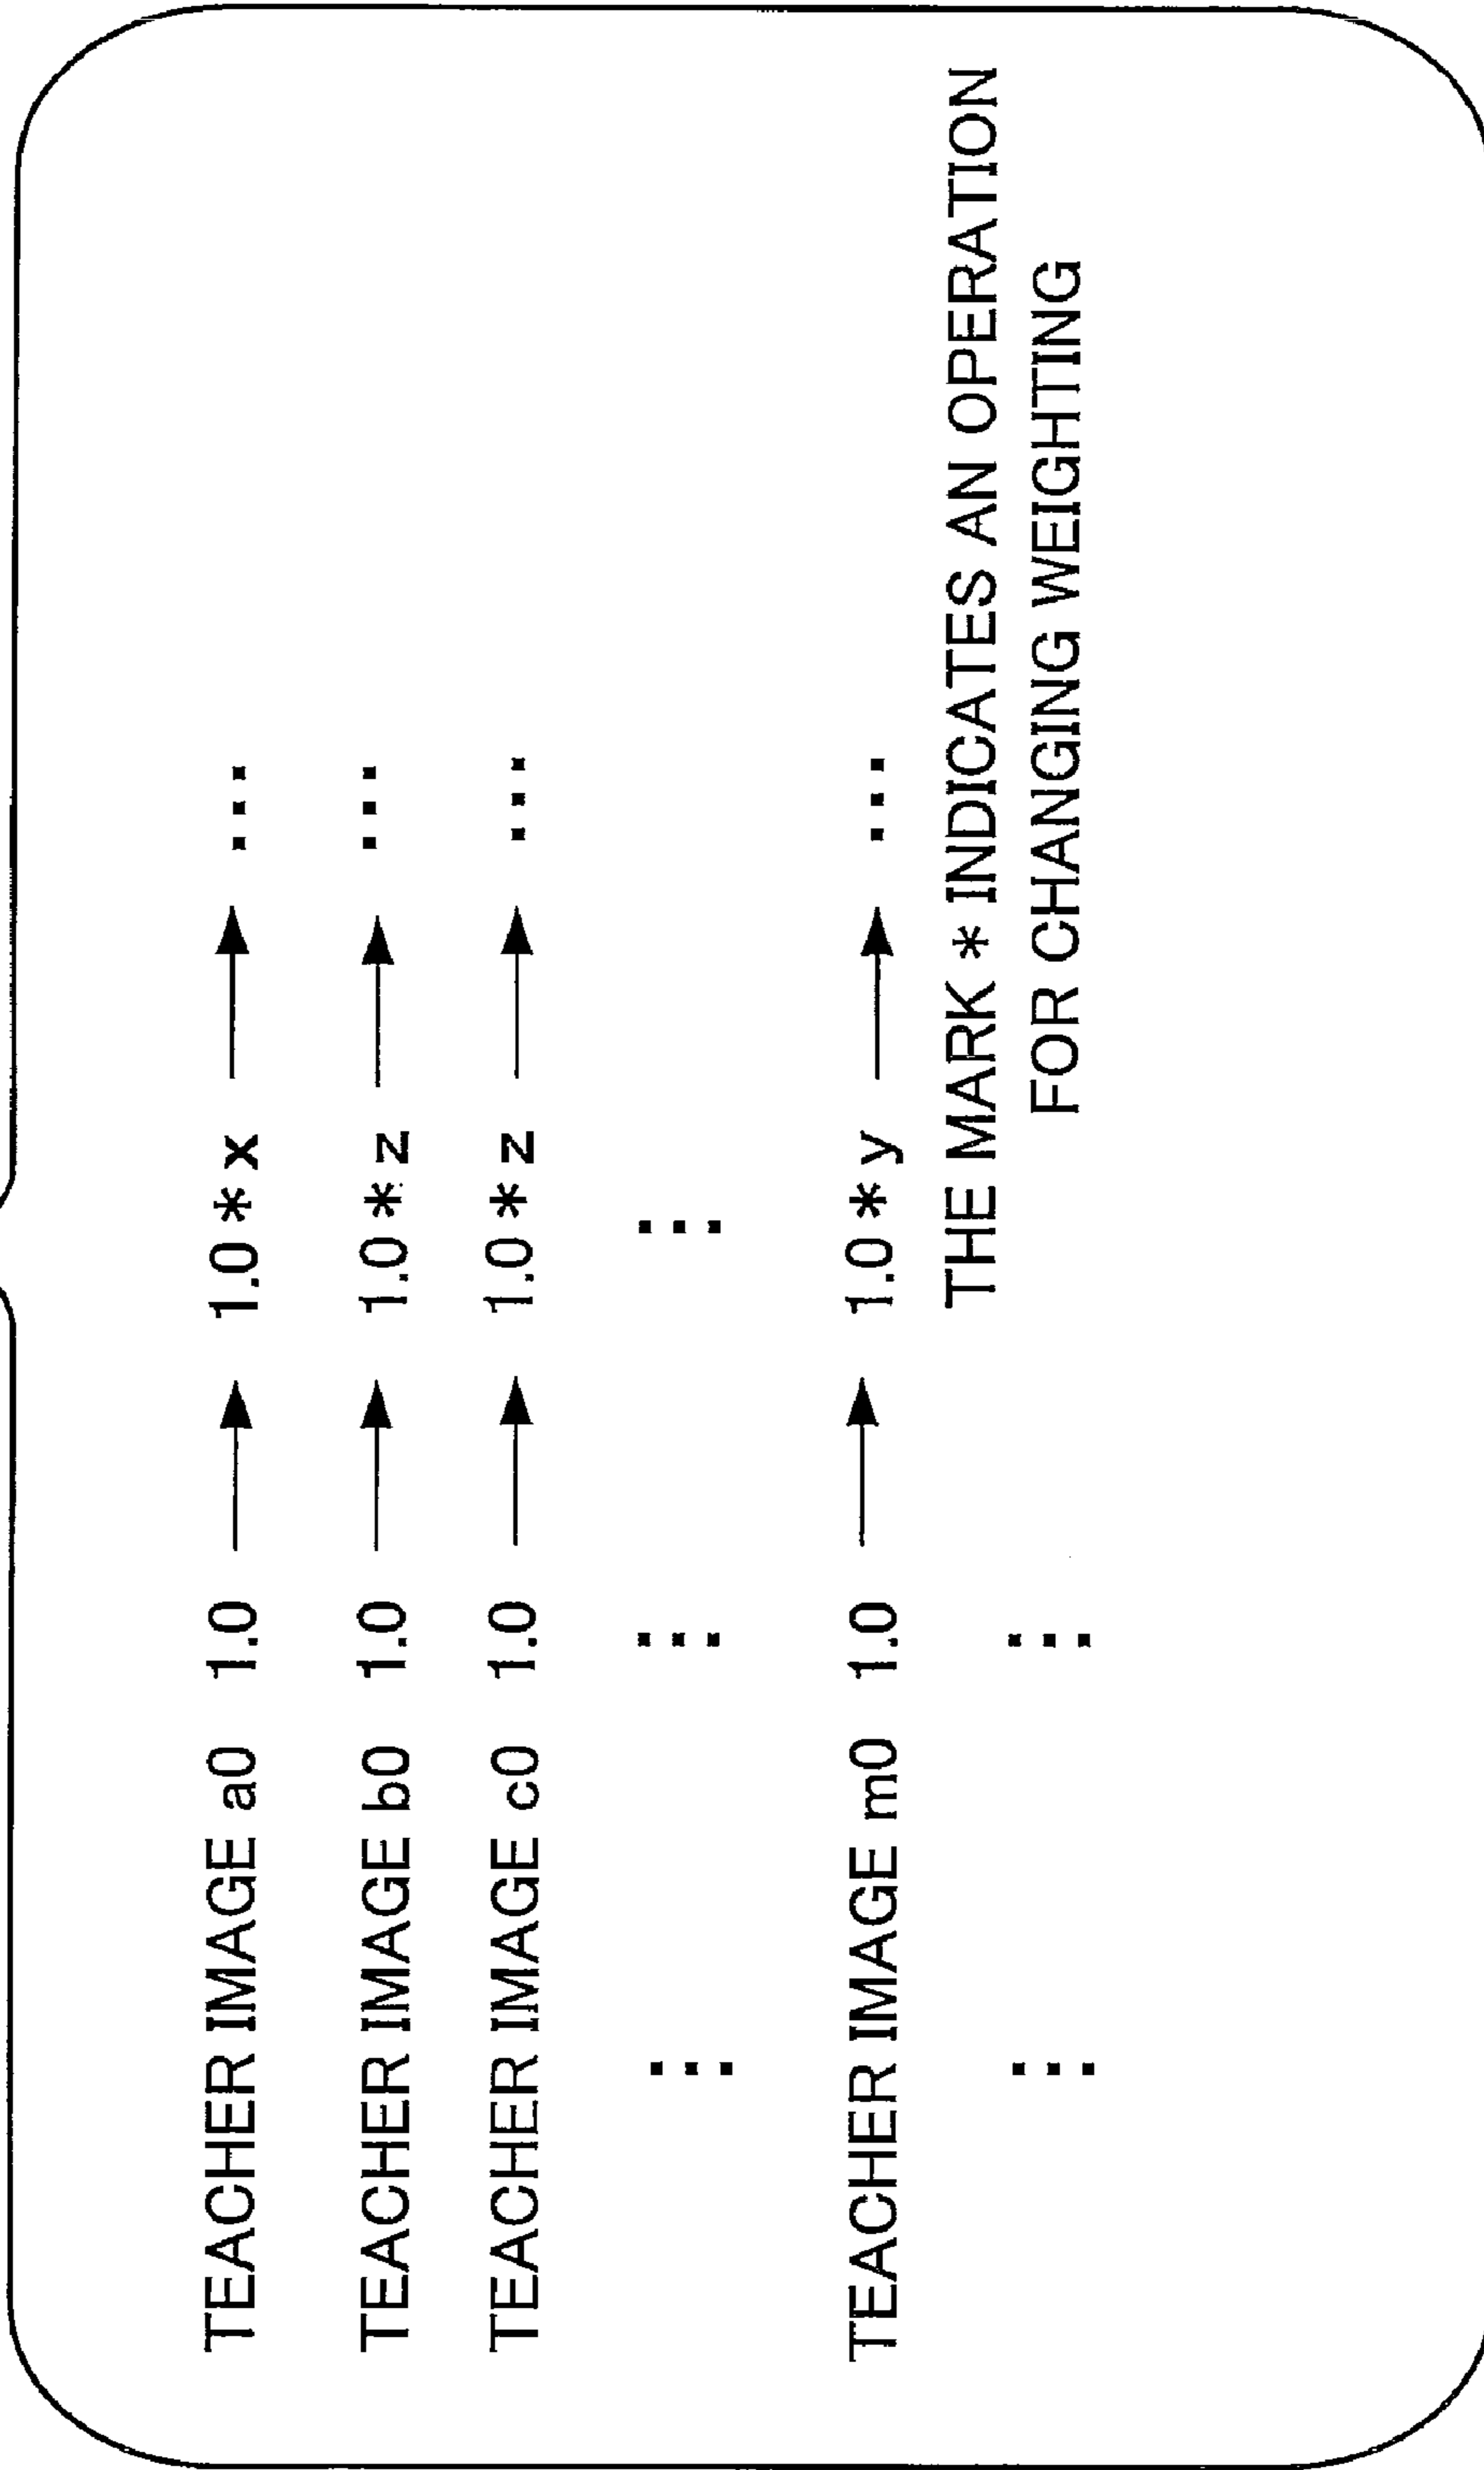 TEACHER IMAGE a0 1.0 → 1.0 * x → ...
TEACHER IMAGE b0 1.0 → 1.0 * z → ...
TEACHER IMAGE c0 1.0 → 1.0 * z → ...
... ... ...
TEACHER IMAGE m0 1.0 → 1.0 * y → ...
THE MARK * INDICATES AN OPERATION
FOR CHANGING WEIGHTING
... ...